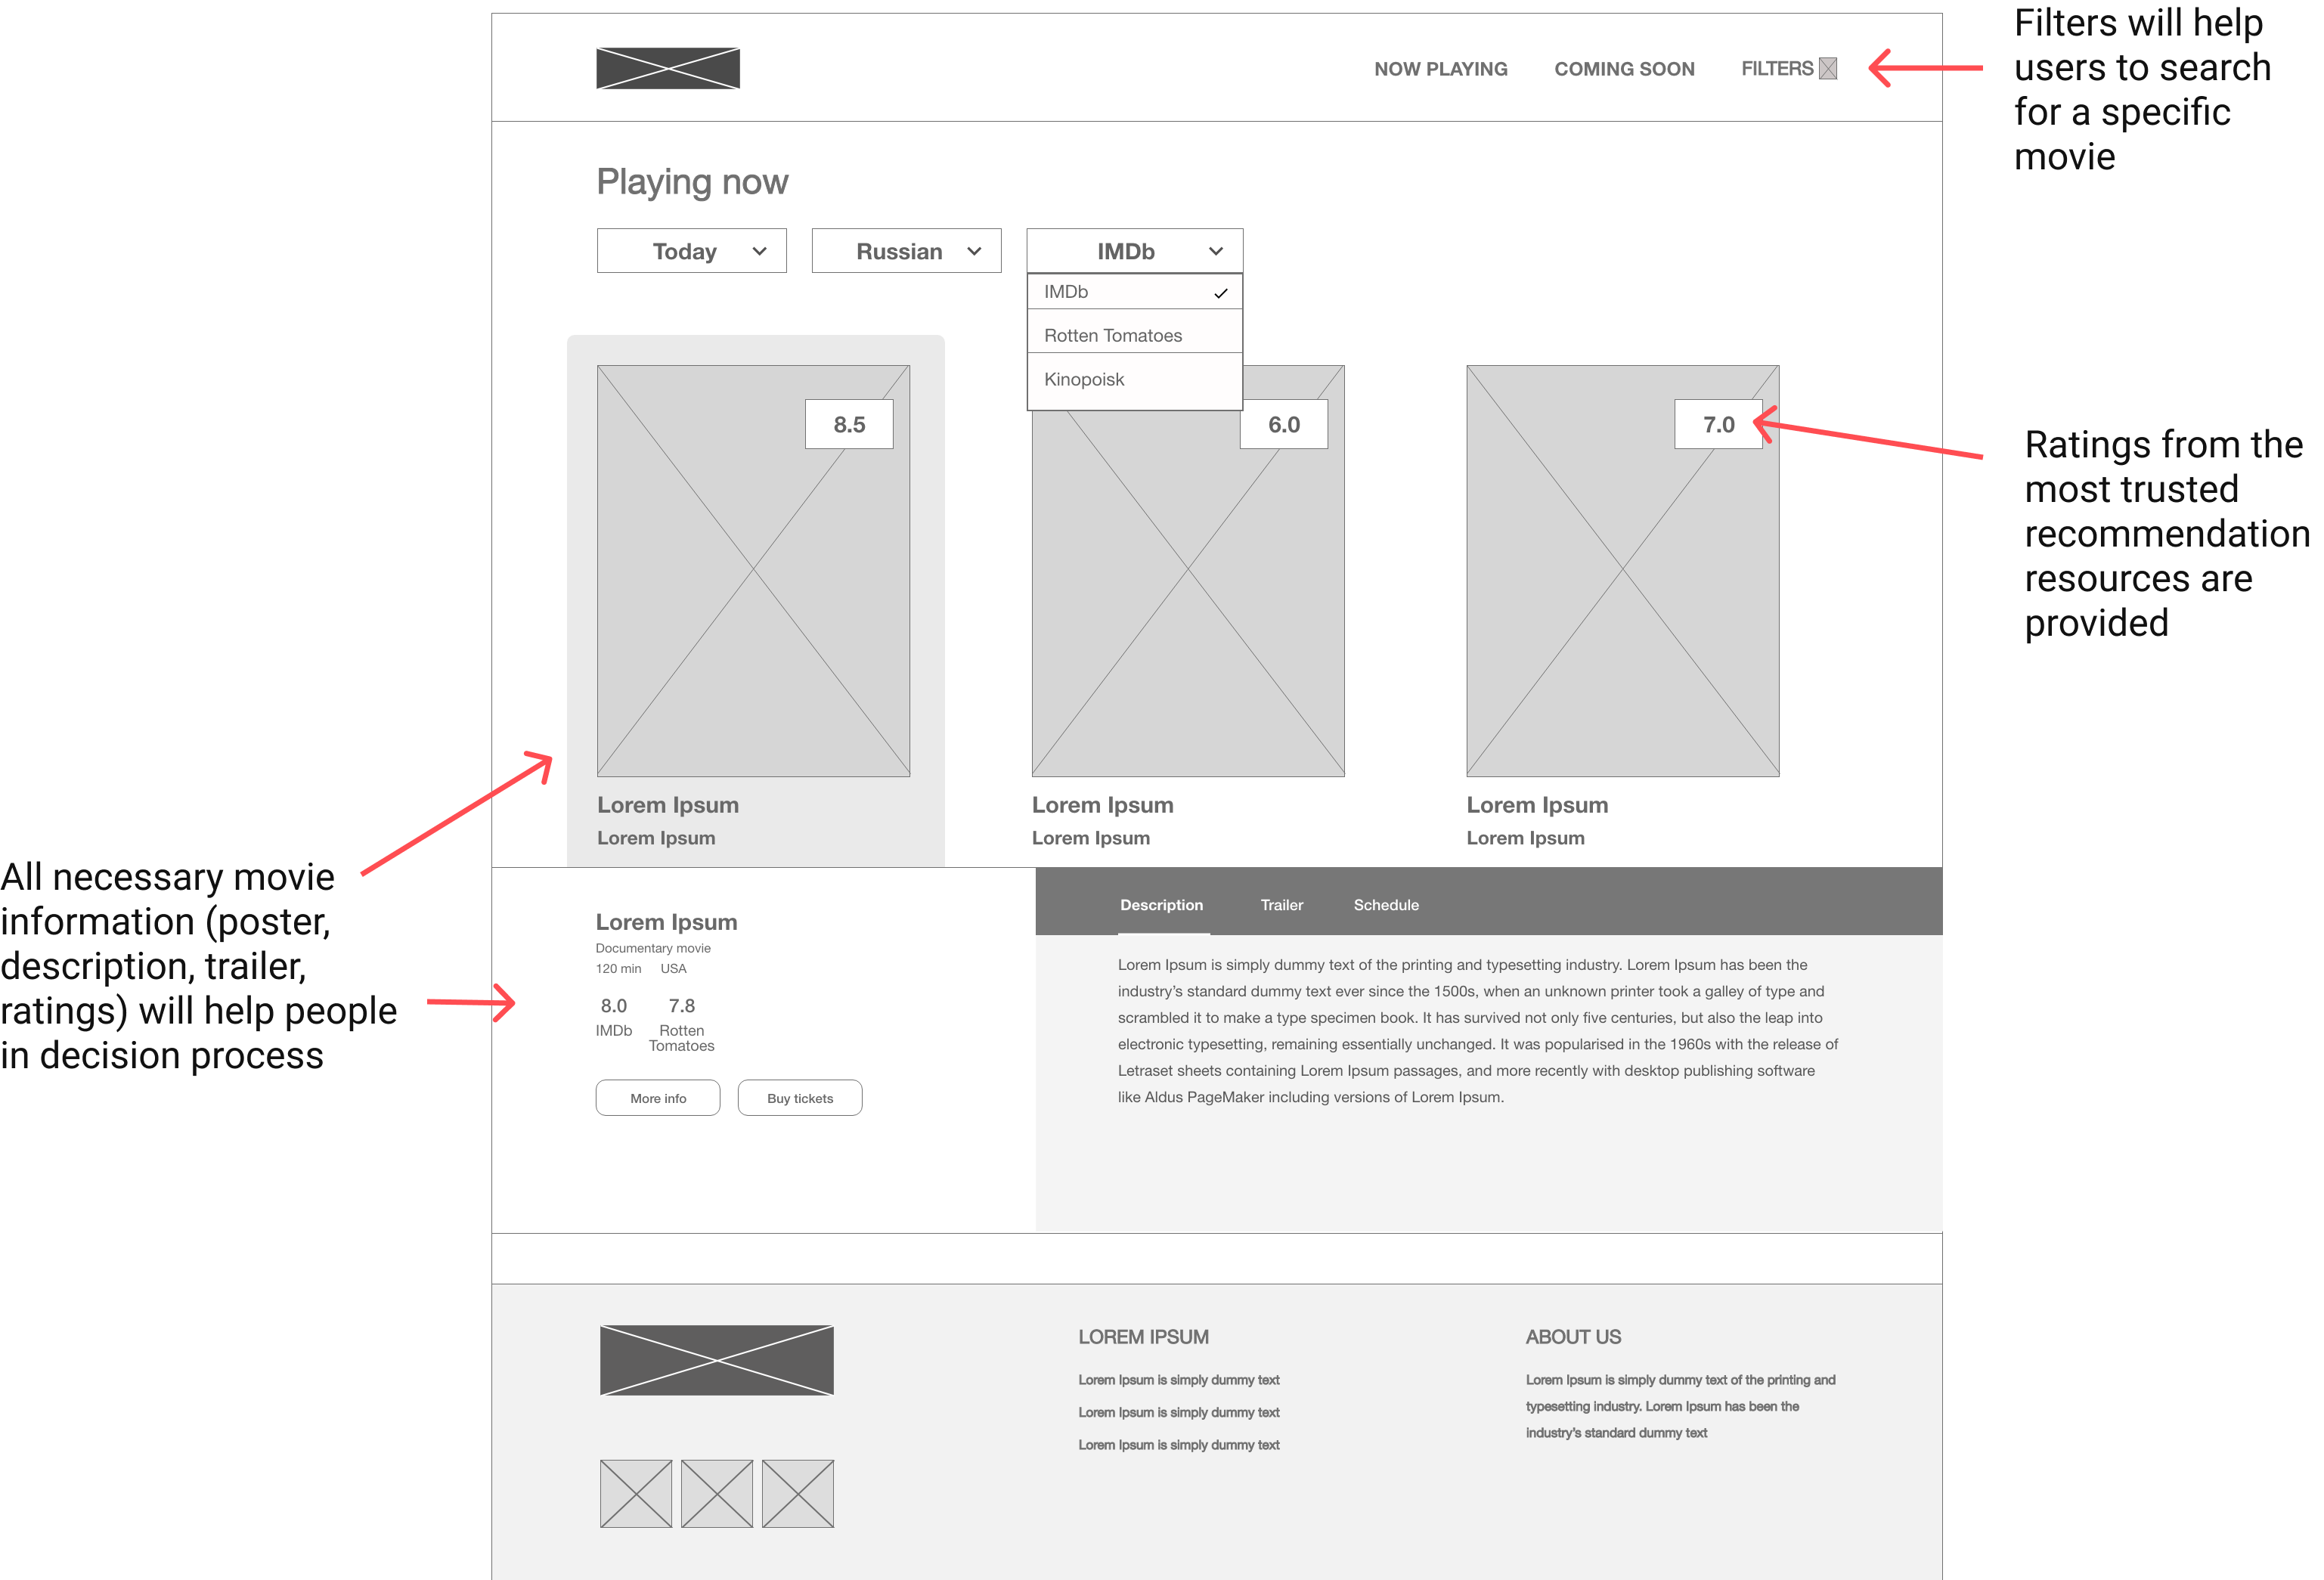 Filters will help
users to search
for a specific
movie
NOW PLAYING
COMING SOON
FILTERS
Playing now
Today
Russian
IMDb
IMDb
Rotten Tomatoes
Kinopoisk
8.5
6.0
7.0
Ratings from the
most trusted
recommendation
resources are
provided
Lorem Ipsum
Lorem Ipsum
Lorem Ipsum
Lorem Ipsum
Lorem Ipsum
Lorem Ipsum
All necessary movie
information (poster,
description, trailer,
ratings) will help people
in decision process
Lorem Ipsum
Documentary movie
120 min USA
8.0 7.8
IMDb Rotten
Tomatoes
More info
Buy tickets
Description
Trailer
Schedule
Lorem Ipsum is simply dummy text of the printing and typesetting industry. Lorem Ipsum has been the
industry’s standard dummy text ever since the 1500s, when an unknown printer took a galley of type and
scrambled it to make a type specimen book. It has survived not only five centuries, but also the leap into
electronic typesetting, remaining essentially unchanged. It was popularised in the 1960s with the release of
Letraset sheets containing Lorem Ipsum passages, and more recently with desktop publishing software
like Aldus PageMaker including versions of Lorem Ipsum.
LOREM IPSUM
Lorem Ipsum is simply dummy text
Lorem Ipsum is simply dummy text
Lorem Ipsum is simply dummy text
ABOUT US
Lorem Ipsum is simply dummy text of the printing and
typesetting industry. Lorem Ipsum has been the
industry’s standard dummy text